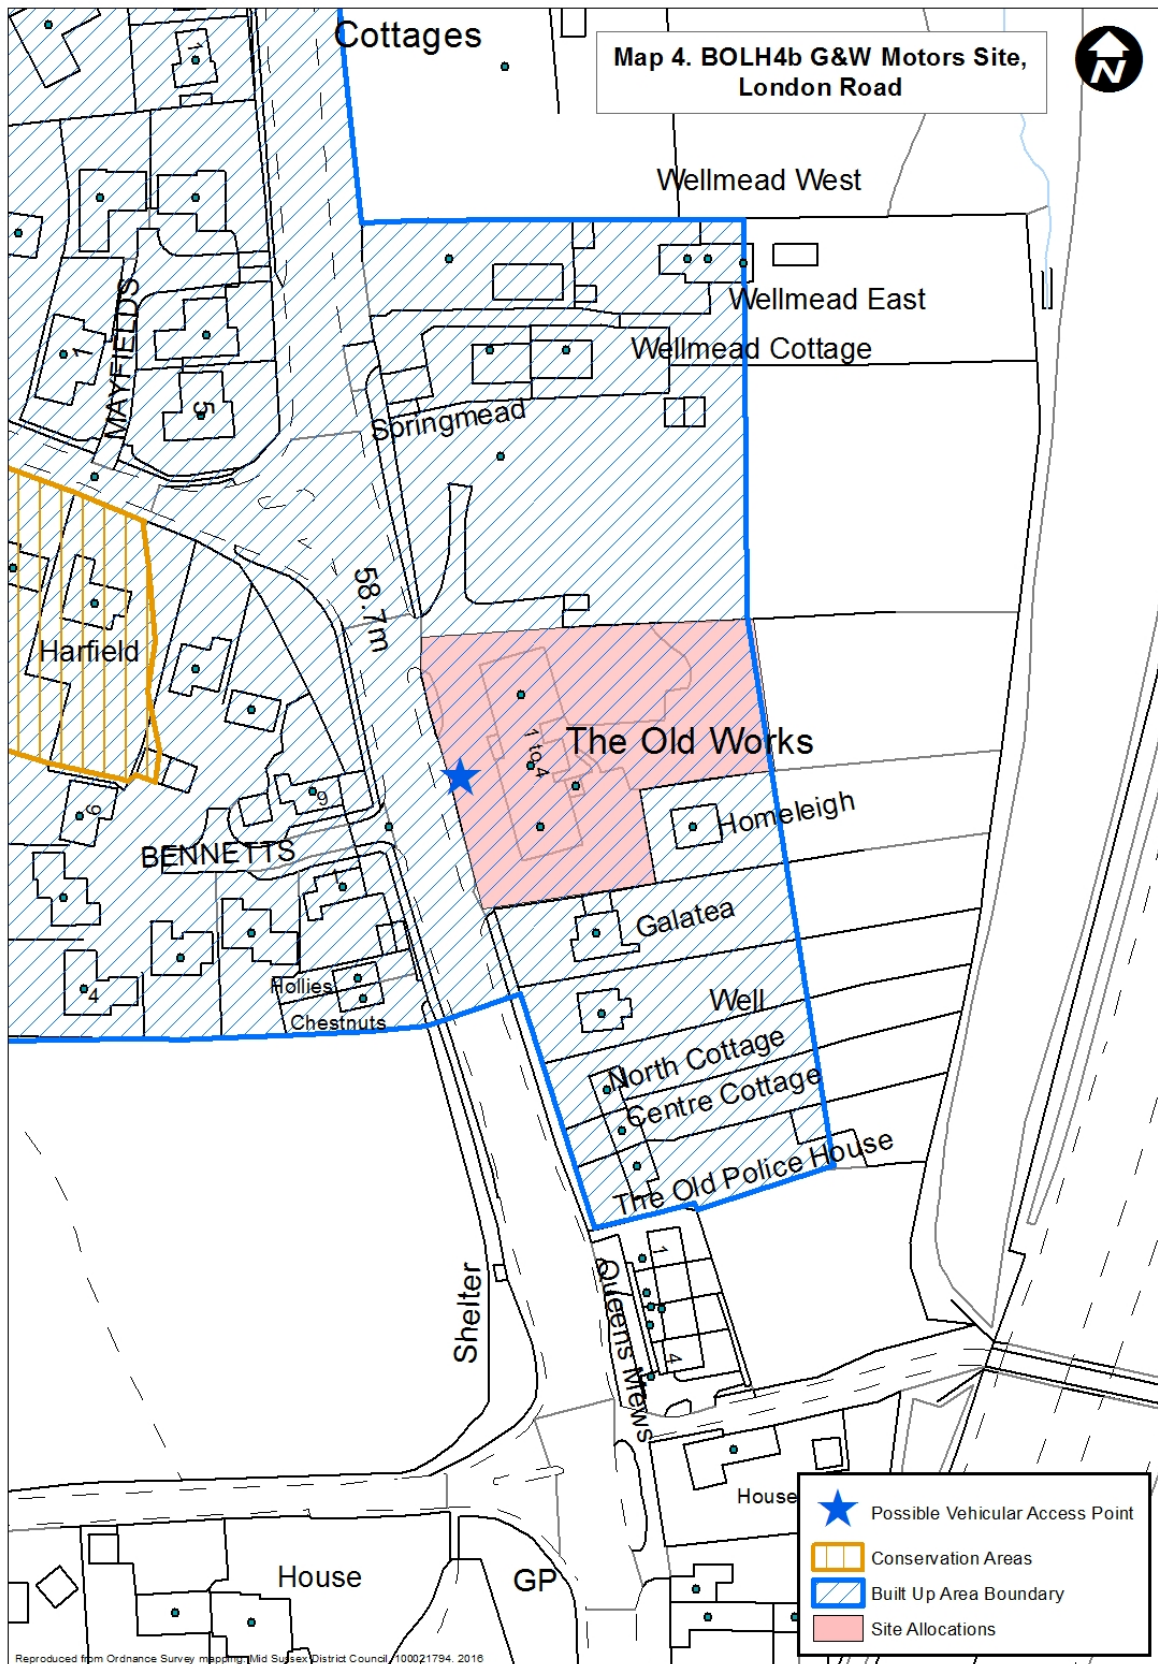 Cottages
Map 4. BOLH4b G&W Motors Site,
London Road
N
1
Wellmead West
Wellmead East
Wellmead Cottage
MAYFIELDS
1
5
Springmead
58.7m
Harfield
The Old Works
1 to 4
Homeleigh
9
6
BENNETTS
1
Galatea
4
Hollies
Chestnuts
Well
North Cottage
Centre Cottage
The Old Police House
1
Shelter
Queens Mews
4
House
House
GP
Possible Vehicular Access Point
Conservation Areas
Built Up Area Boundary
Site Allocations
Reproduced from Ordnance Survey mapping. Mid Sussex District Council. 100021794. 2016